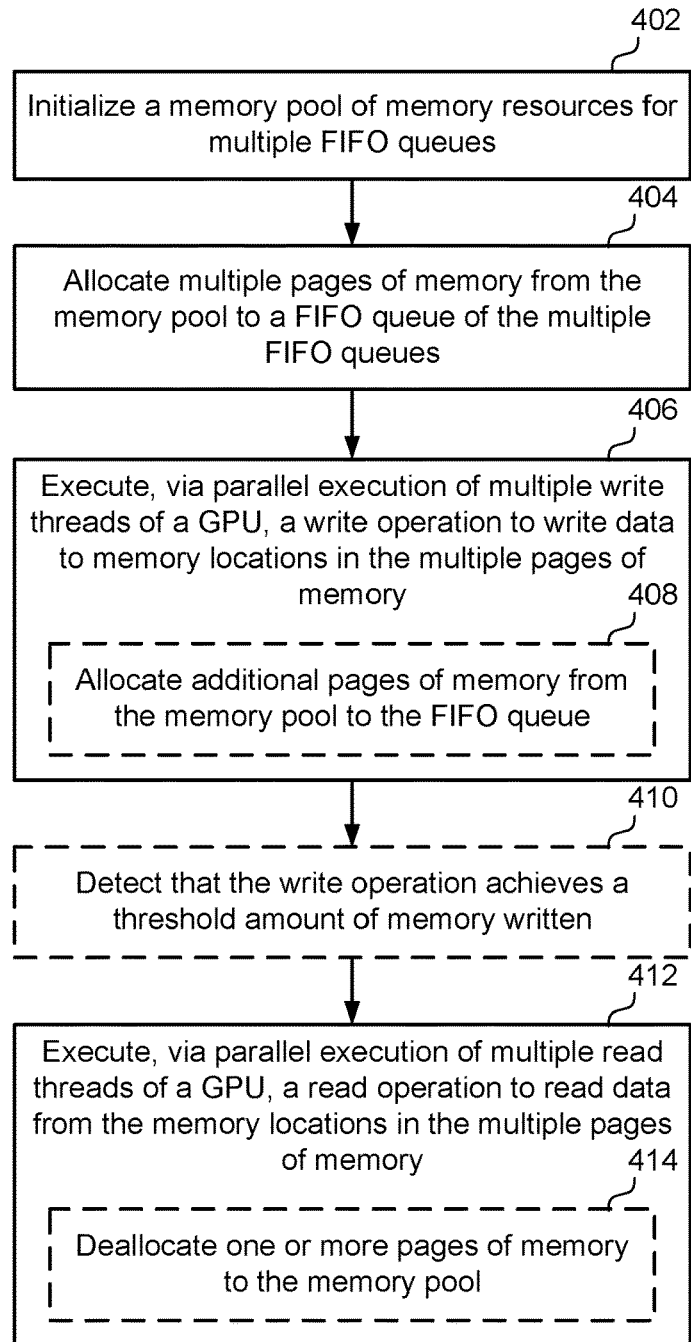 402
Initialize a memory pool of memory resources for
multiple FIFO queues
404
Allocate multiple pages of memory from the
memory pool to a FIFO queue of the multiple
FIFO queues
406
Execute, via parallel execution of multiple write
threads of a GPU, a write operation to write data
to memory locations in the multiple pages of
memory
408
Allocate additional pages of memory from
the memory pool to the FIFO queue
410
Detect that the write operation achieves a
threshold amount of memory written
412
Execute, via parallel execution of multiple read
threads of a GPU, a read operation to read data
from the memory locations in the multiple pages
of memory
414
Deallocate one or more pages of memory
to the memory pool